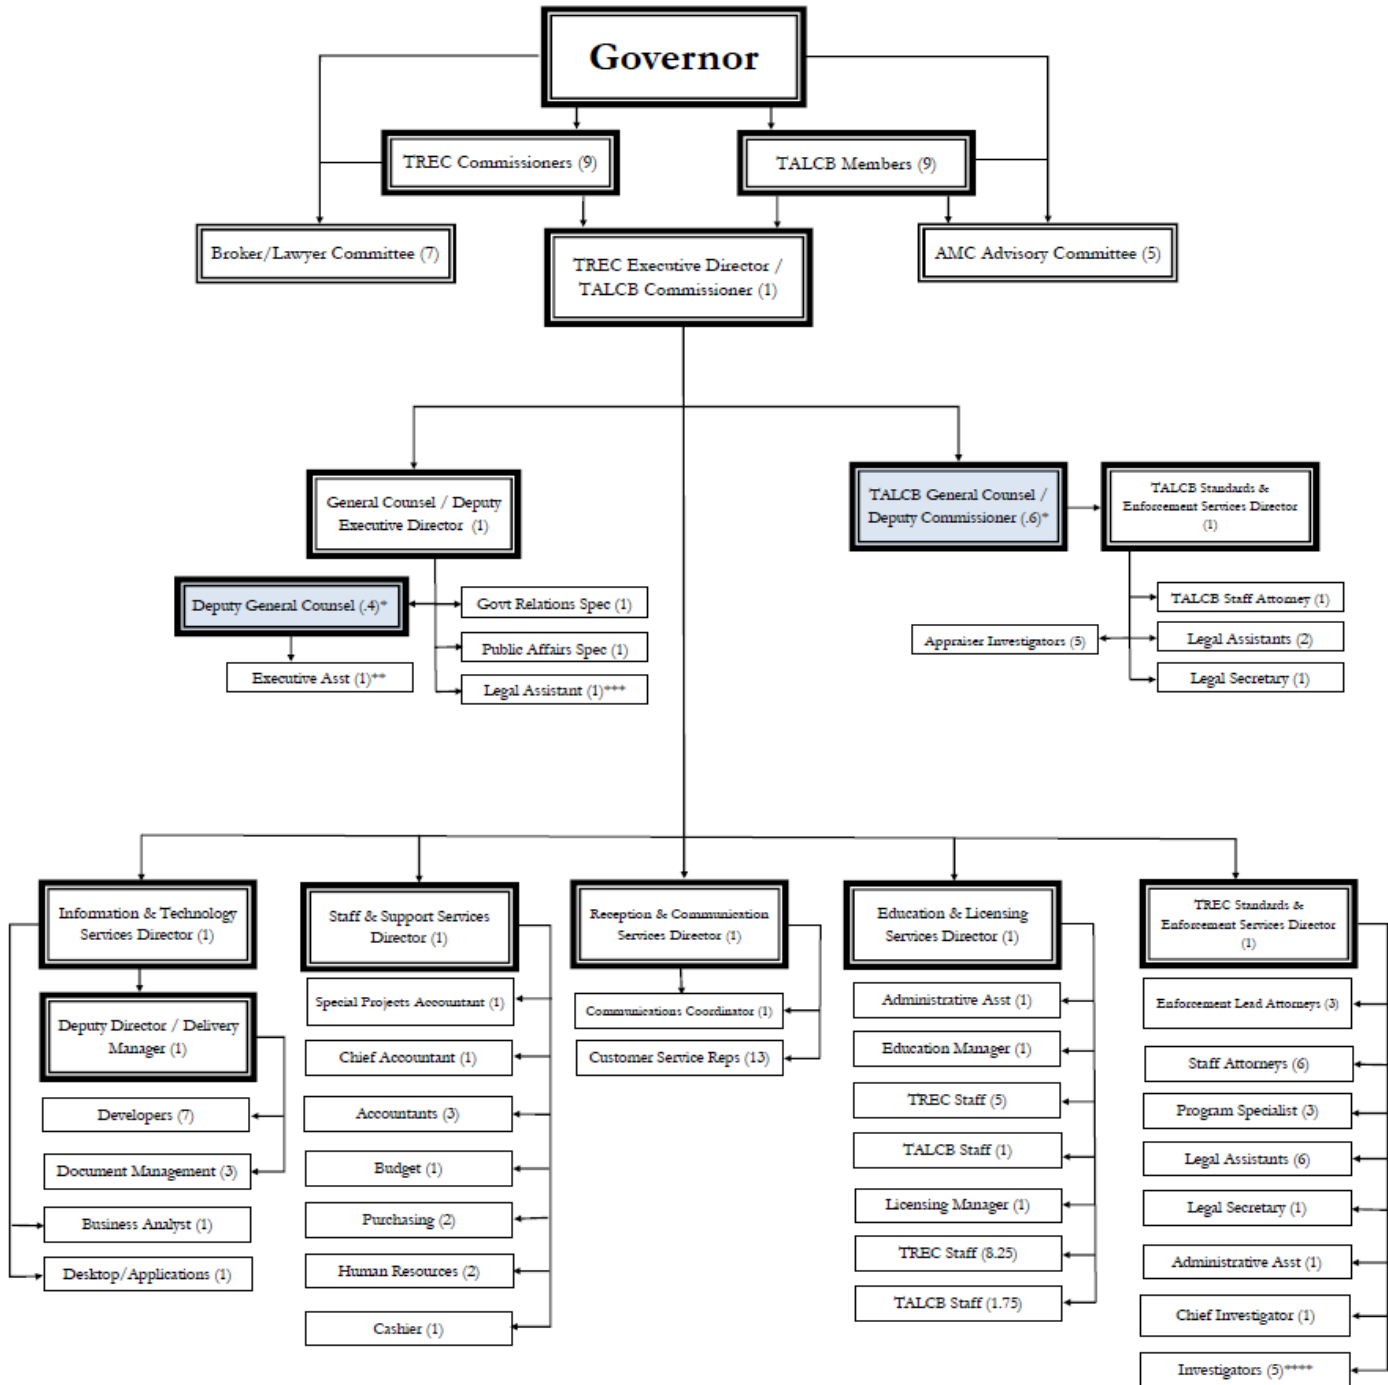 Governor
TREC Commissioners (9)
TALCB Members (9)
Broker/Lawyer Committee (7)
TREC Executive Director /
TALCB Commissioner (1)
AMC Advisory Committee (5)
General Counsel / Deputy
Executive Director (1)
TALCB General Counsel /
Deputy Commissioner (.6)*
TALCB Standards &
Enforcement Services Director
(1)
Deputy General Counsel (.4)*
Govt Relations Spec (1)
Public Affairs Spec (1)
Executive Asst (1)**
Legal Assistant (1)***
TALCB Staff Attorney (1)
Appraiser Investigators (5)
Legal Assistants (2)
Legal Secretary (1)
Information & Technology
Services Director (1)
Deputy Director / Delivery
Manager (1)
Developers (7)
Document Management (3)
Business Analyst (1)
Desktop/Applications (1)
Staff & Support Services
Director (1)
Special Projects Accountant (1)
Chief Accountant (1)
Accountants (3)
Budget (1)
Purchasing (2)
Human Resources (2)
Cashier (1)
Reception & Communication
Services Director (1)
Communications Coordinator (1)
Customer Service Reps (13)
Education & Licensing
Services Director (1)
Administrative Asst (1)
Education Manager (1)
TREC Staff (5)
TALCB Staff (1)
Licensing Manager (1)
TREC Staff (8.25)
TALCB Staff (1.75)
TREC Standards &
Enforcement Services Director
(1)
Enforcement Lead Attorneys (3)
Staff Attorneys (6)
Program Specialist (3)
Legal Assistants (6)
Legal Secretary (1)
Administrative Asst (1)
Chief Investigator (1)
Investigators (5)****